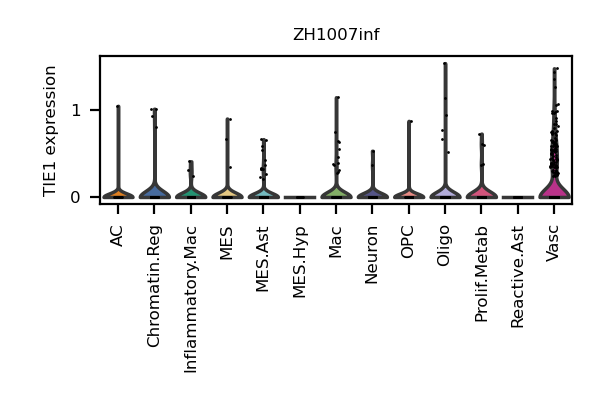 ZH1007inf
TIE1 expression
1
0
AC
Chromatin.Reg
Inflammatory.Mac
MES
MES.Ast
MES.Hyp
Mac
Neuron
OPC
Oligo
Prolif.Metab
Reactive.Ast
Vasc